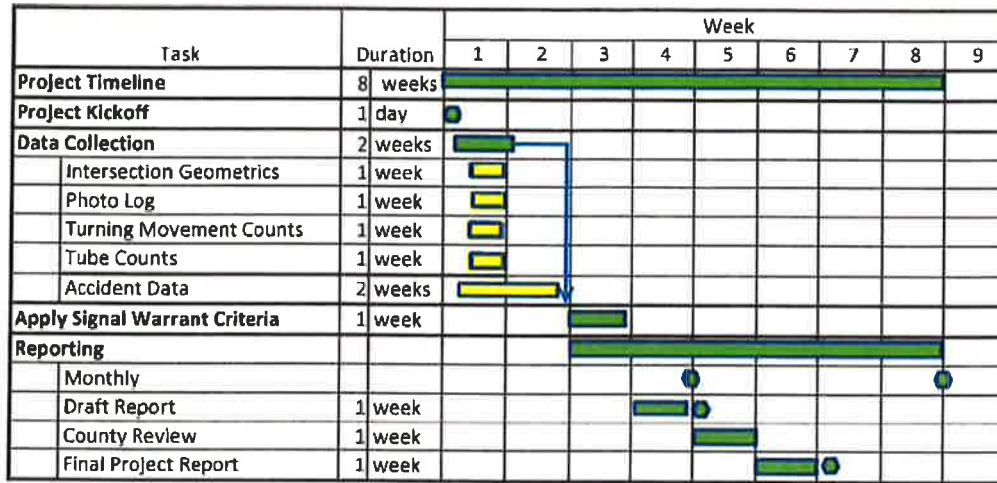 Week
Task Duration 1 2 3 4 5 6 7 8 9
Project Timeline 8 weeks
Project Kickoff 1 day
Data Collection 2 weeks
Intersection Geometrics 1 week
Photo Log 1 week
Turning Movement Counts 1 week
Tube Counts 1 week
Accident Data 2 weeks
Apply Signal Warrant Criteria 1 week
Reporting
Monthly
Draft Report 1 week
County Review 1 week
Final Project Report 1 week